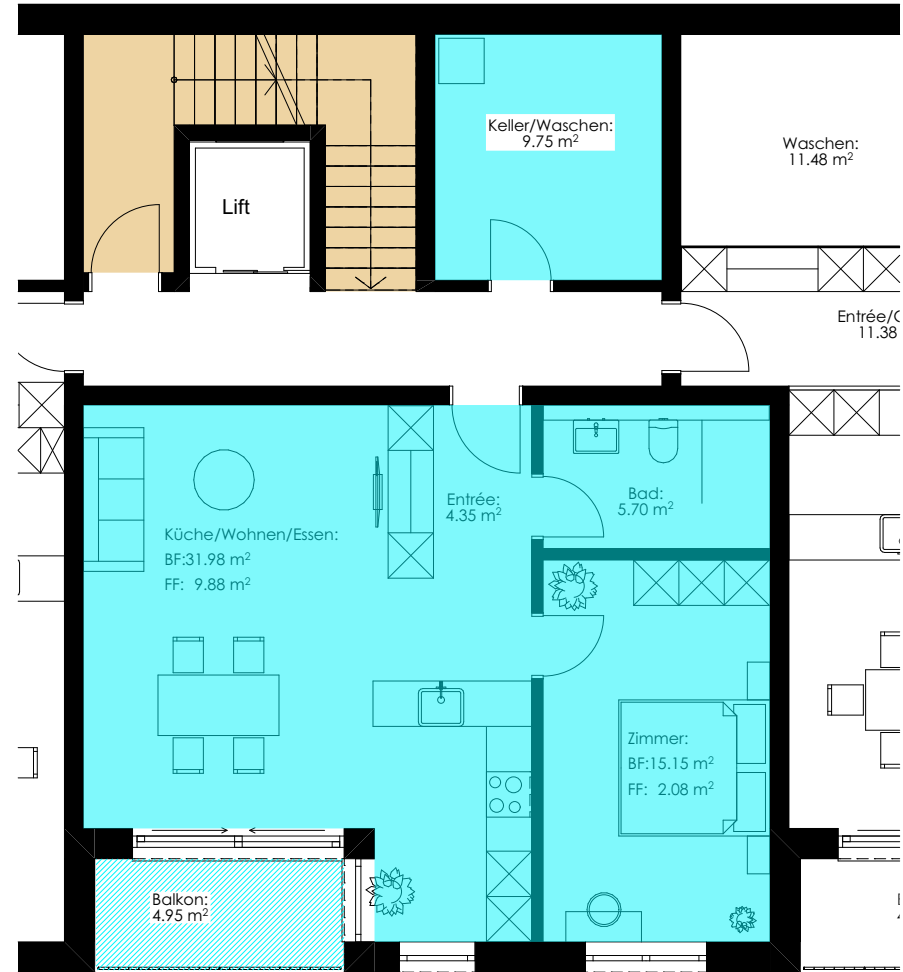 Keller/Waschen:
9.75 m²
Waschen:
11.48 m²
Lift
Entrée/
11.38
Entrée:
4.35 m²
Bad:
5.70 m²
Küche/Wohnen/Essen:
BF:31.98 m²
FF: 9.88 m²
Zimmer:
BF:15.15 m²
FF: 2.08 m²
Balkon:
4.95 m²